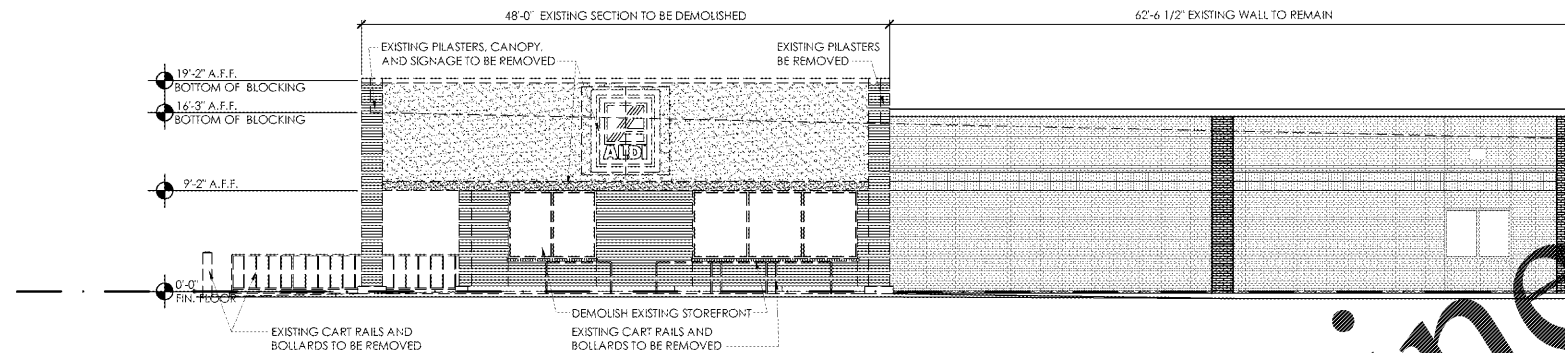 48'-0" EXISTING SECTION TO BE DEMOLISHED
62'-6 1/2" EXISTING WALL TO REMAIN
EXISTING PILASTERS, CANOPY,
AND SIGNAGE TO BE REMOVED
EXISTING PILASTERS
BE REMOVED
19'-2" A.F.F.
BOTTOM OF BLOCKING
16'-3" A.F.F.
BOTTOM OF BLOCKING
ALDI
9'-2" A.F.F.
0'-0"
FIN. FLOOR
DEMOLISH EXISTING STOREFRONT
EXISTING CART RAILS AND
BOLLARDS TO BE REMOVED
EXISTING CART RAILS AND
BOLLARDS TO BE REMOVED